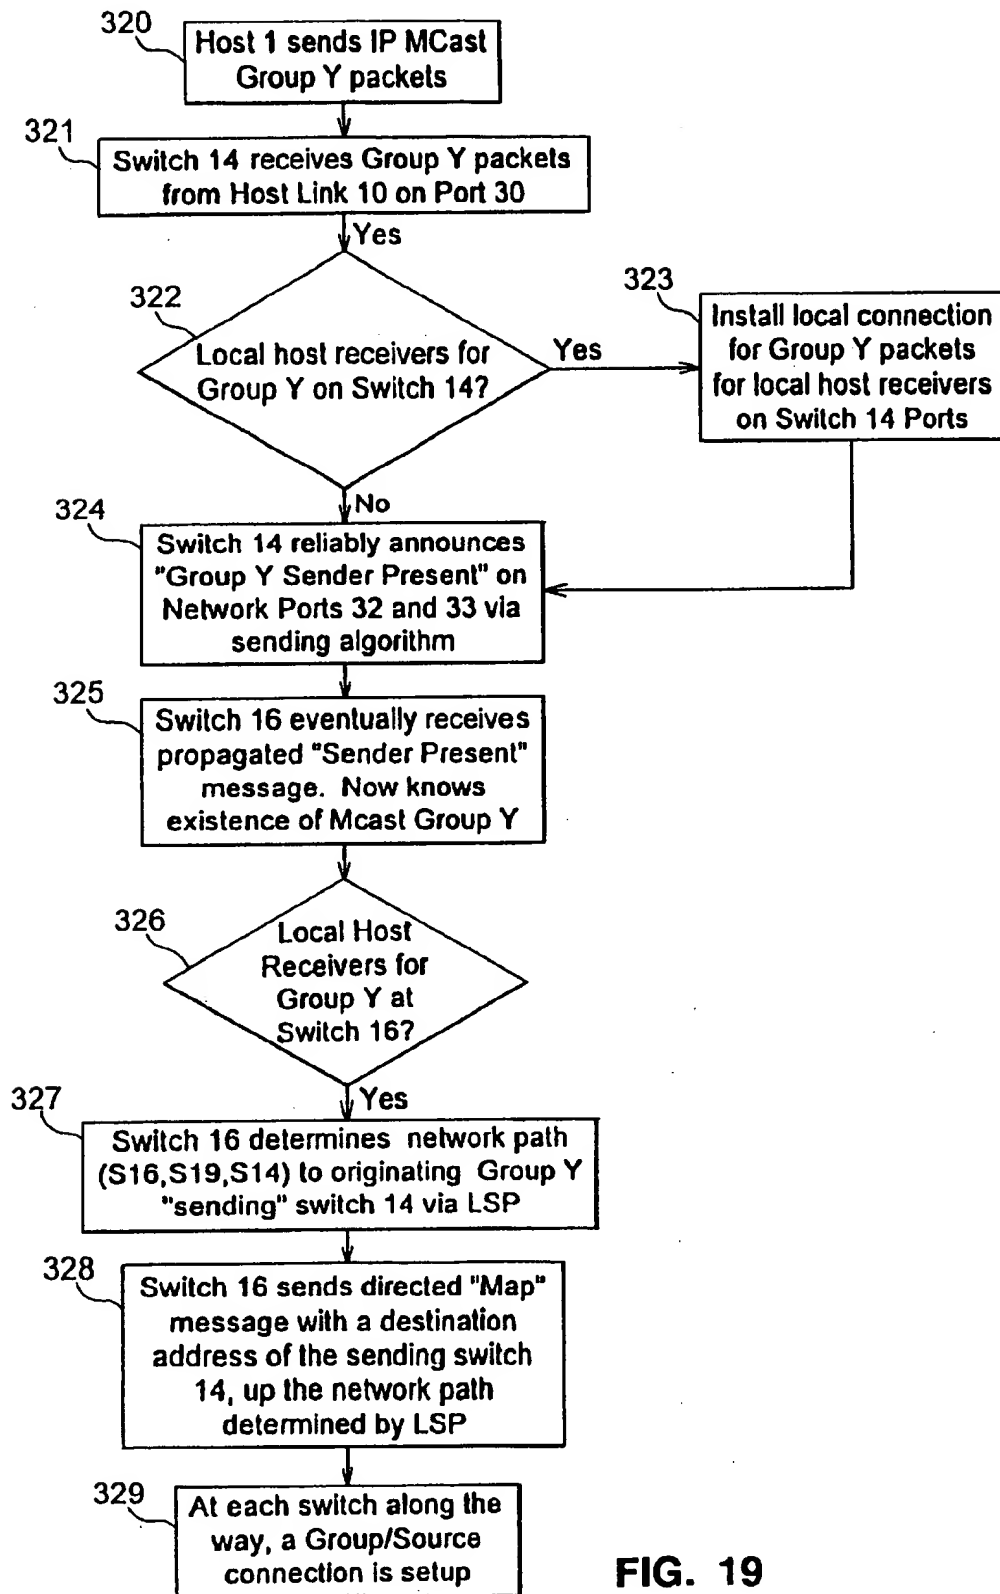 320
Host 1 sends IP MCast
Group Y packets
321
Switch 14 receives Group Y packets
from Host Link 10 on Port 30
Yes
322
Local host receivers for
Group Y on Switch 14?
Yes
323
Install local connection
for Group Y packets
for local host receivers
on Switch 14 Ports
No
324
Switch 14 reliably announces
"Group Y Sender Present" on
Network Ports 32 and 33 via
sending algorithm
325
Switch 16 eventually receives
propagated "Sender Present"
message. Now knows
existence of Mcast Group Y
326
Local Host
Receivers for
Group Y at
Switch 16?
Yes
327
Switch 16 determines network path
(S16,S19,S14) to originating Group Y
"sending" switch 14 via LSP
328
Switch 16 sends directed "Map"
message with a destination
address of the sending switch
14, up the network path
determined by LSP
329
At each switch along the
way, a Group/Source
connection is setup
FIG. 19